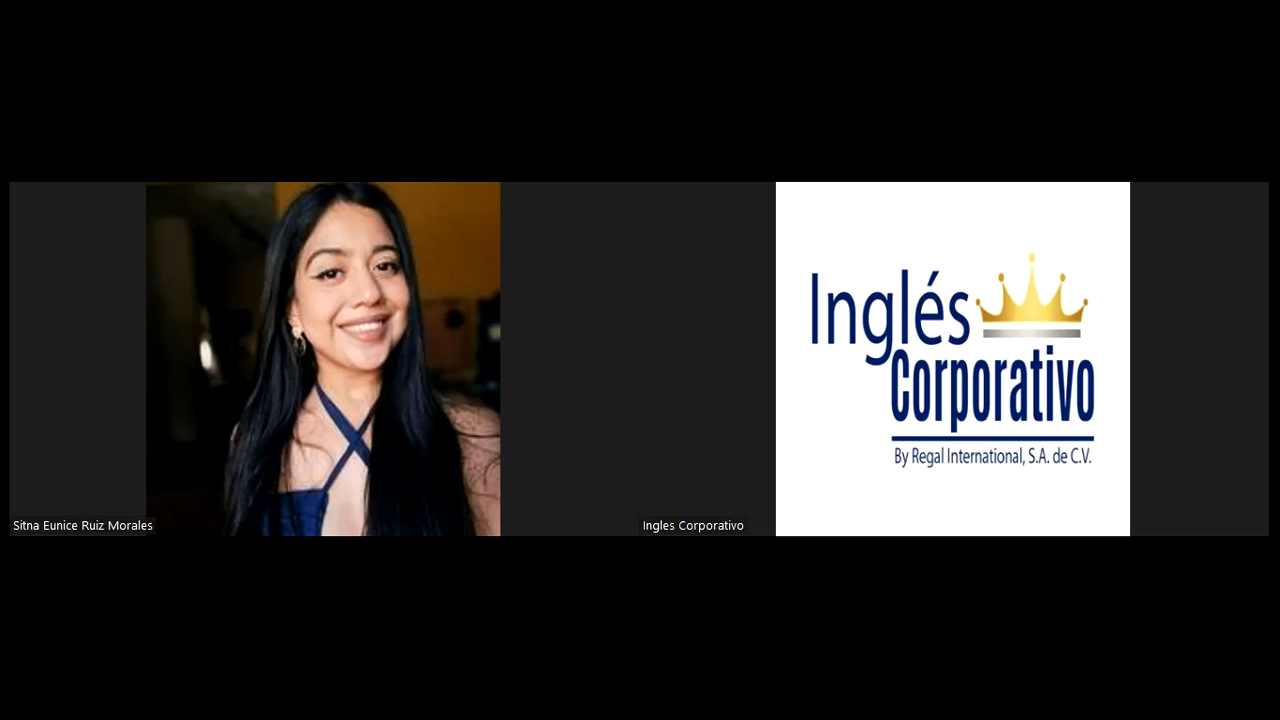 Sitna Eunice Ruiz Morales
Inglés
Corporativo
By Regal International, S.A. de C.V.
Ingles Corporativo